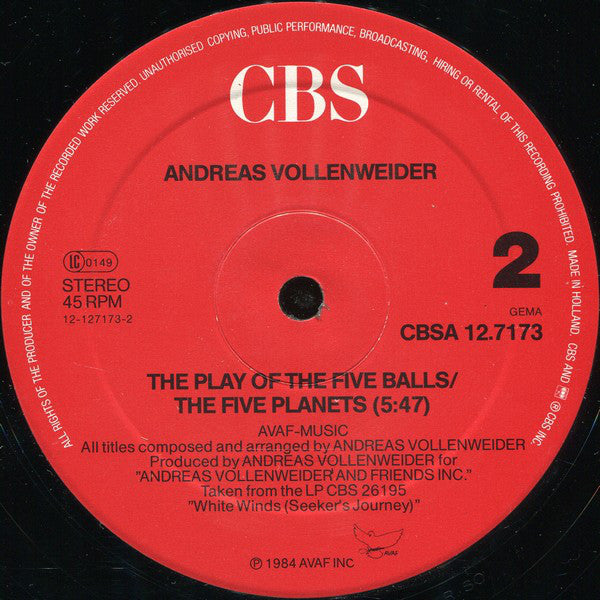 ALL RIGHTS OF THE PRODUCER AND OF THE OWNER OF THE RECORDED WORK RESERVED. UNAUTHORISED COPYING, PUBLIC PERFORMANCE, BROADCASTING, HIRING OR RENTAL OF THIS RECORDING PROHIBITED. MADE IN HOLLAND. CBS AND ℗ CBS INC
CBS
ANDREAS VOLLENWEIDER
LC 0149
STEREO
45 RPM
12-127173-2
2
GEMA
CBSA 12.7173
THE PLAY OF THE FIVE BALLS/
THE FIVE PLANETS (5:47)
AVAF-MUSIC
All titles composed and arranged by ANDREAS VOLLENWEIDER
Produced by ANDREAS VOLLENWEIDER for
"ANDREAS VOLLENWEIDER AND FRIENDS INC."
Taken from the LP CBS 26195
"White Winds (Seeker's Journey)"
AVAF
℗ 1984 AVAF INC